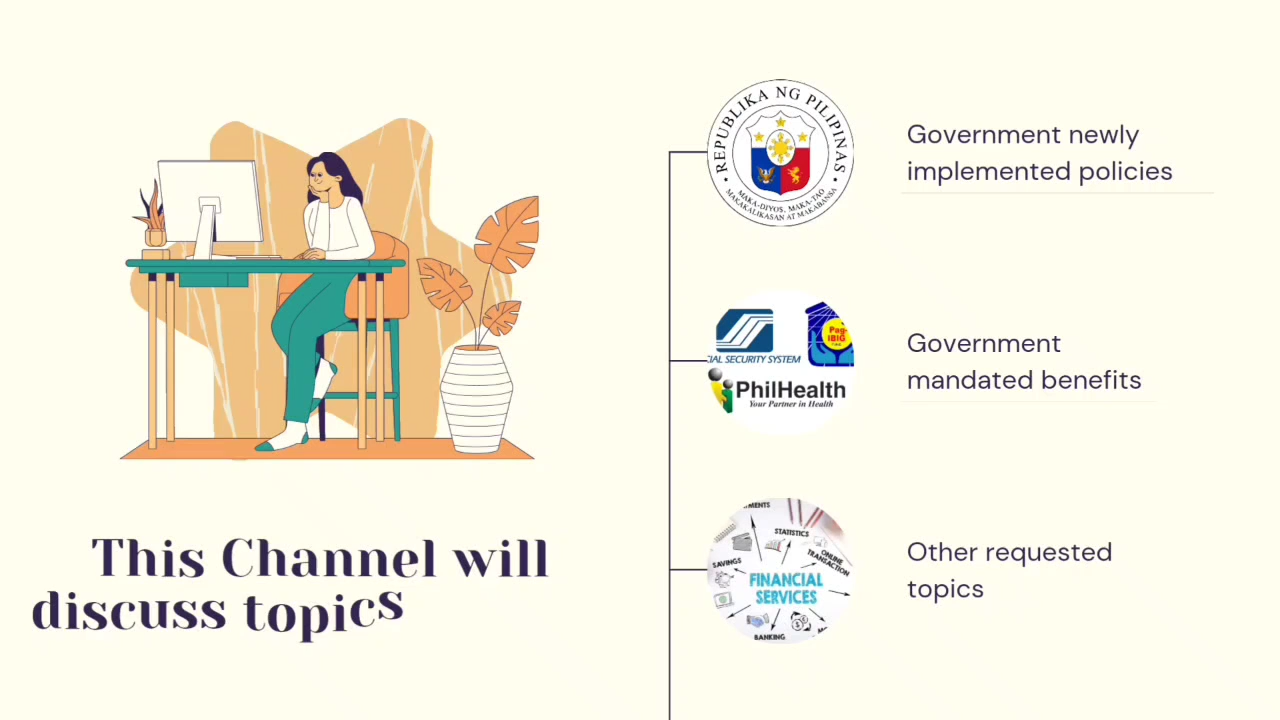 This Channel will
discuss topics
REPUBLIKA NG PILIPINAS
MAKA-DIYOS, MAKA-TAO
MAKAKALIKASAN AT MAKABANSA
Government newly
implemented policies
SECURITY SYSTEM
Pag-
IBIG
PhilHealth
Your Partner in Health
Government
mandated benefits
STATISTICS
ONLINE
TRANSACTION
SAVINGS
FINANCIAL
SERVICES
BANKING
Other requested
topics